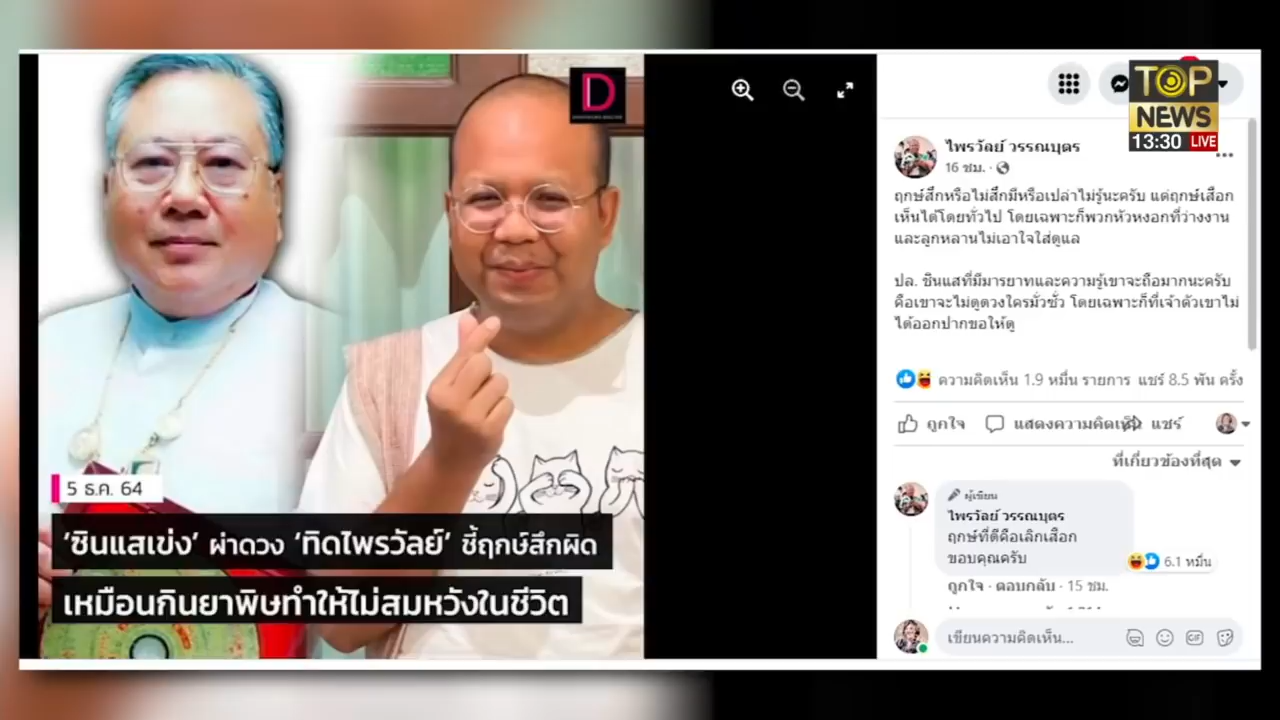 D
TOP
NEWS
13:30 LIVE
ไพรวัลย์ วรรณบุตร
16 ชม.
ฤกษ์สึกหรือไม่สึกมีหรือเปล่าไม่รู้นะครับ แต่ฤกษ์เสือก
เห็นได้โดยทั่วไป โดยเฉพาะก็พวกหัวหงอกที่ว่างงาน
และลูกหลานไม่เอาใจใส่ดูแล
ปล. ซินแสที่มีมารยาทและความรู้เขาจะถือมากนะครับ
คือเขาจะไม่ดูดวงใครมั่วซั่ว โดยเฉพาะก็ที่เจ้าตัวเขาไม่
ได้ออกปากขอให้ดู
ความคิดเห็น 1.9 หมื่น รายการ แชร์ 8.5 พัน ครั้ง
ถูกใจ แสดงความคิดเห็น แชร์
ที่เกี่ยวข้องที่สุด
ผู้เขียน
ไพรวัลย์ วรรณบุตร
ฤกษ์ที่ดีคือเลิกเสือก
ขอบคุณครับ
6.1 หมื่น
ถูกใจ · ตอบกลับ · 15 ชม.
เขียนความคิดเห็น...
GIF
5 ธ.ค. 64
‘ซินแสเข่ง’ ผ่าดวง ‘ทิดไพรวัลย์’ ชี้ฤกษ์สึกผิด
เหมือนกินยาพิษทำให้ไม่สมหวังในชีวิต